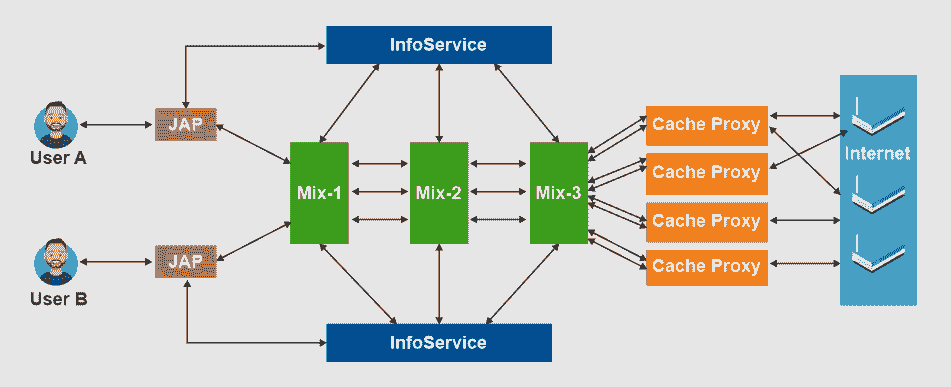 InfoService
User A
JAP
Mix-1
Mix-2
Mix-3
Cache Proxy
Cache Proxy
Cache Proxy
Cache Proxy
Internet
User B
JAP
InfoService